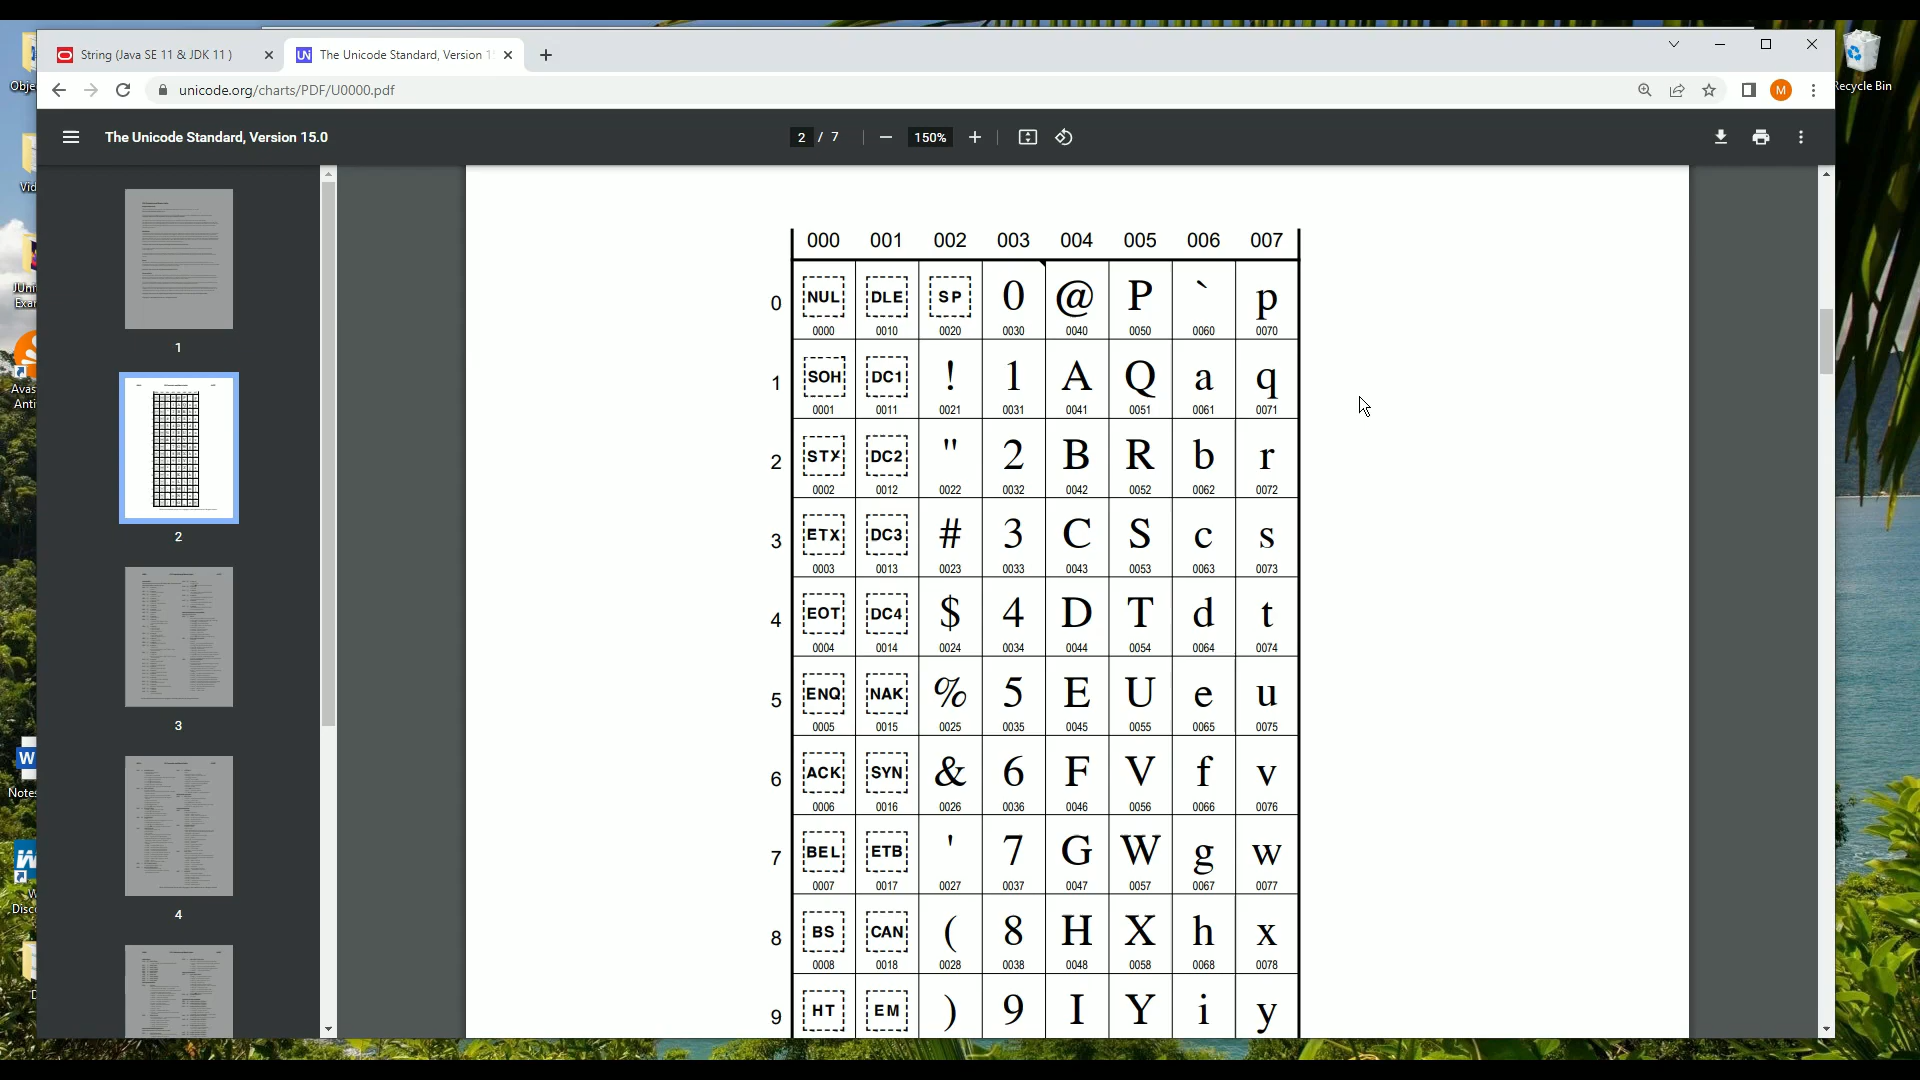 String (Java SE 11 & JDK 11 )
The Unicode Standard, Version 1
Recycle Bin
unicode.org/charts/PDF/U0000.pdf
M
The Unicode Standard, Version 15.0
2 / 7
150%
1
2
3
4
000 001 002 003 004 005 006 007
0 NUL DLE SP 0 @ P ` p
0000 0010 0020 0030 0040 0050 0060 0070
1 SOH DC1 ! 1 A Q a q
0001 0011 0021 0031 0041 0051 0061 0071
2 STX DC2 " 2 B R b r
0002 0012 0022 0032 0042 0052 0062 0072
3 ETX DC3 # 3 C S c s
0003 0013 0023 0033 0043 0053 0063 0073
4 EOT DC4 $ 4 D T d t
0004 0014 0024 0034 0044 0054 0064 0074
5 ENQ NAK % 5 E U e u
0005 0015 0025 0035 0045 0055 0065 0075
6 ACK SYN & 6 F V f v
0006 0016 0026 0036 0046 0056 0066 0076
7 BEL ETB ' 7 G W g w
0007 0017 0027 0037 0047 0057 0067 0077
8 BS CAN ( 8 H X h x
0008 0018 0028 0038 0048 0058 0068 0078
9 HT EM ) 9 I Y i y